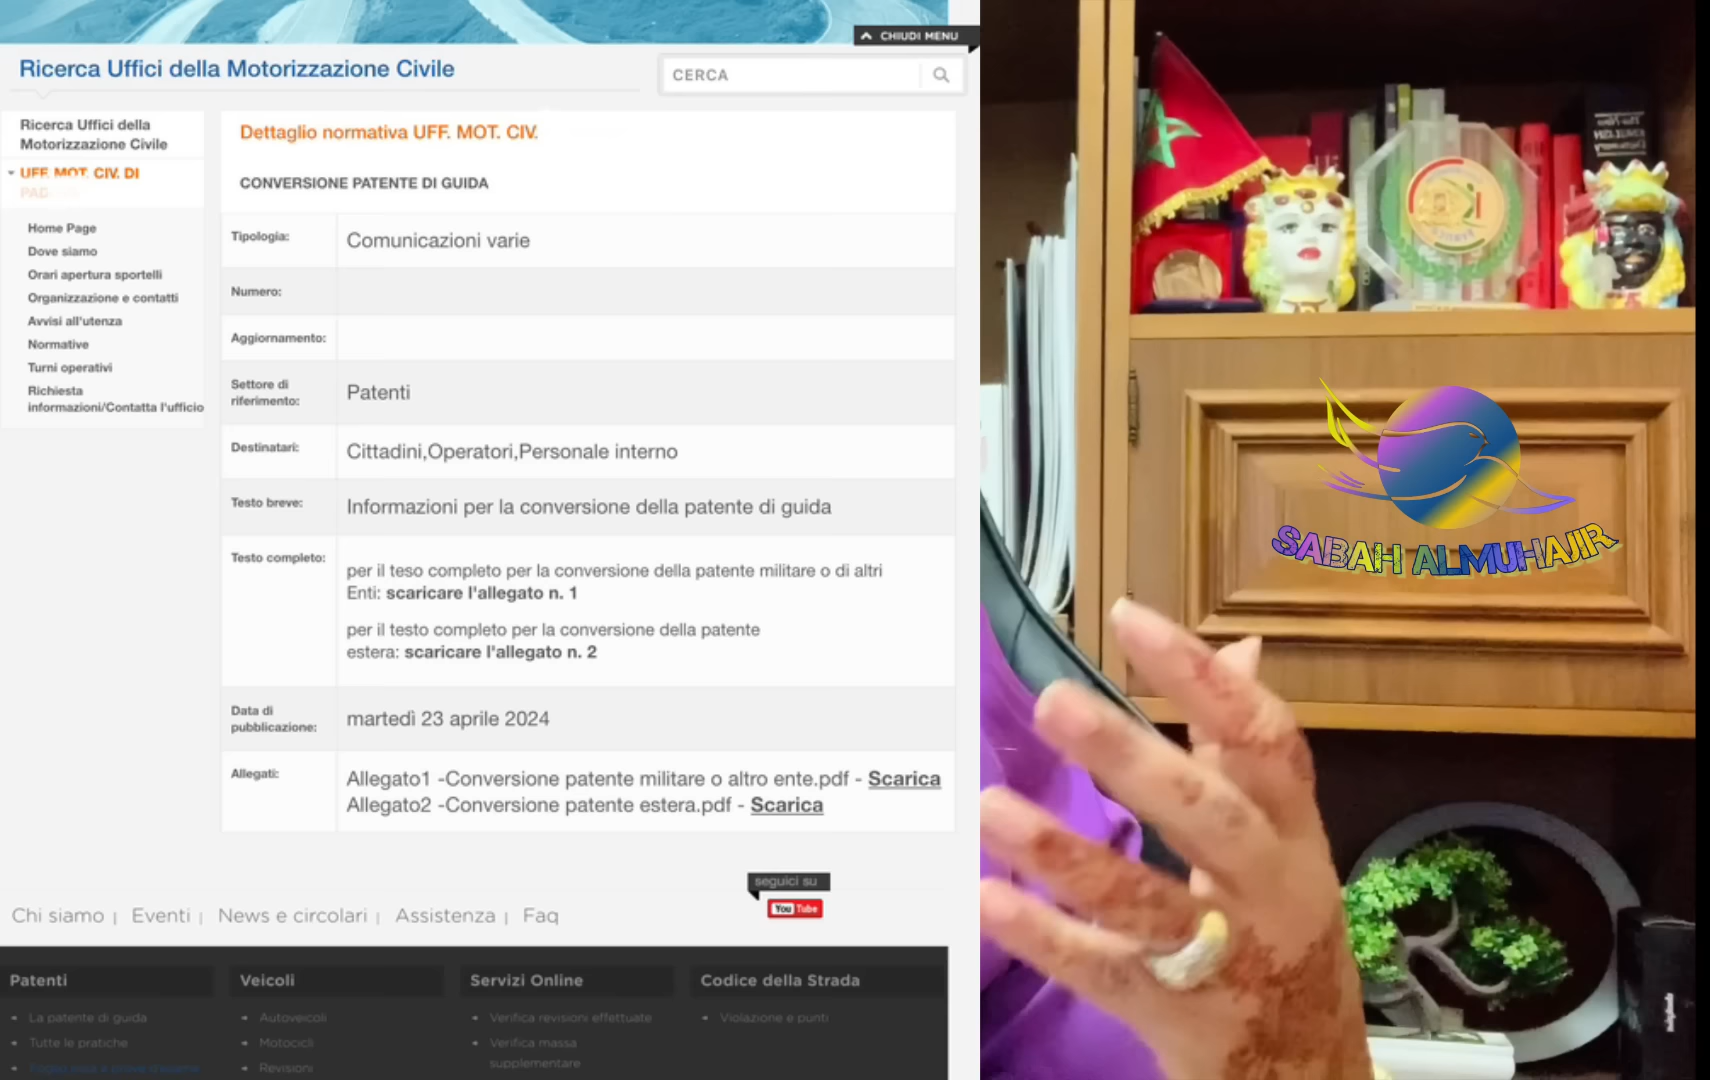 CHIUDI MENU
Ricerca Uffici della Motorizzazione Civile
CERCA
Ricerca Uffici della
Motorizzazione Civile
UFF. MOT. CIV. DI
Home Page
Dove siamo
Orari apertura sportelli
Organizzazione e contatti
Avvisi all'utenza
Normative
Turni operativi
Richiesta
informazioni/Contatta l'ufficio
Dettaglio normativa UFF. MOT. CIV.
CONVERSIONE PATENTE DI GUIDA
Tipologia:
Comunicazioni varie
Numero:
Aggiornamento:
Settore di
riferimento:
Patenti
Destinatari:
Cittadini,Operatori,Personale interno
Testo breve:
Informazioni per la conversione della patente di guida
Testo completo:
per il teso completo per la conversione della patente militare o di altri
Enti: scaricare l'allegato n. 1
per il testo completo per la conversione della patente
estera: scaricare l'allegato n. 2
Data di
pubblicazione:
martedì 23 aprile 2024
Allegati:
Allegato1 -Conversione patente militare o altro ente.pdf - Scarica
Allegato2 -Conversione patente estera.pdf - Scarica
seguici su
You Tube
Chi siamo | Eventi | News e circolari | Assistenza | Faq
Patenti
La patente di guida
Tutte le pratiche
Veicoli
Autoveicoli
Motocicli
Revisioni
Servizi Online
Verifica revisioni effettuate
Verifica massa
supplementare
Codice della Strada
Violazione e punti
SABAH ALMUHAJIR